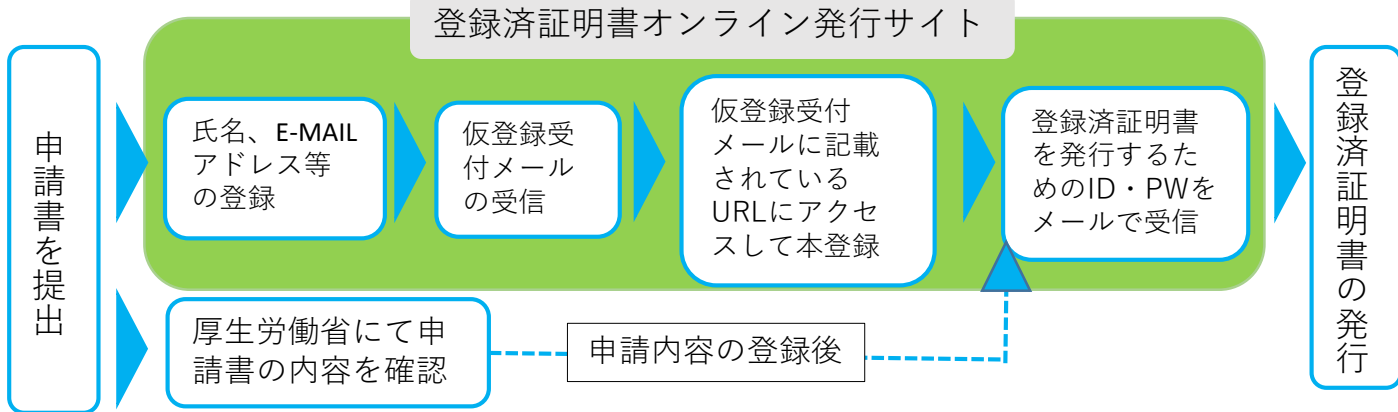 登録済証明書オンライン発行サイト
申請書を提出
氏名、E-MAIL
アドレス等
の登録
仮登録受
付メール
の受信
仮登録受付
メールに記載
されている
URLにアクセ
スして本登録
登録済証明書
を発行するた
めのID・PWを
メールで受信
厚生労働省にて申
請書の内容を確認
申請内容の登録後
登録済証明書の発行